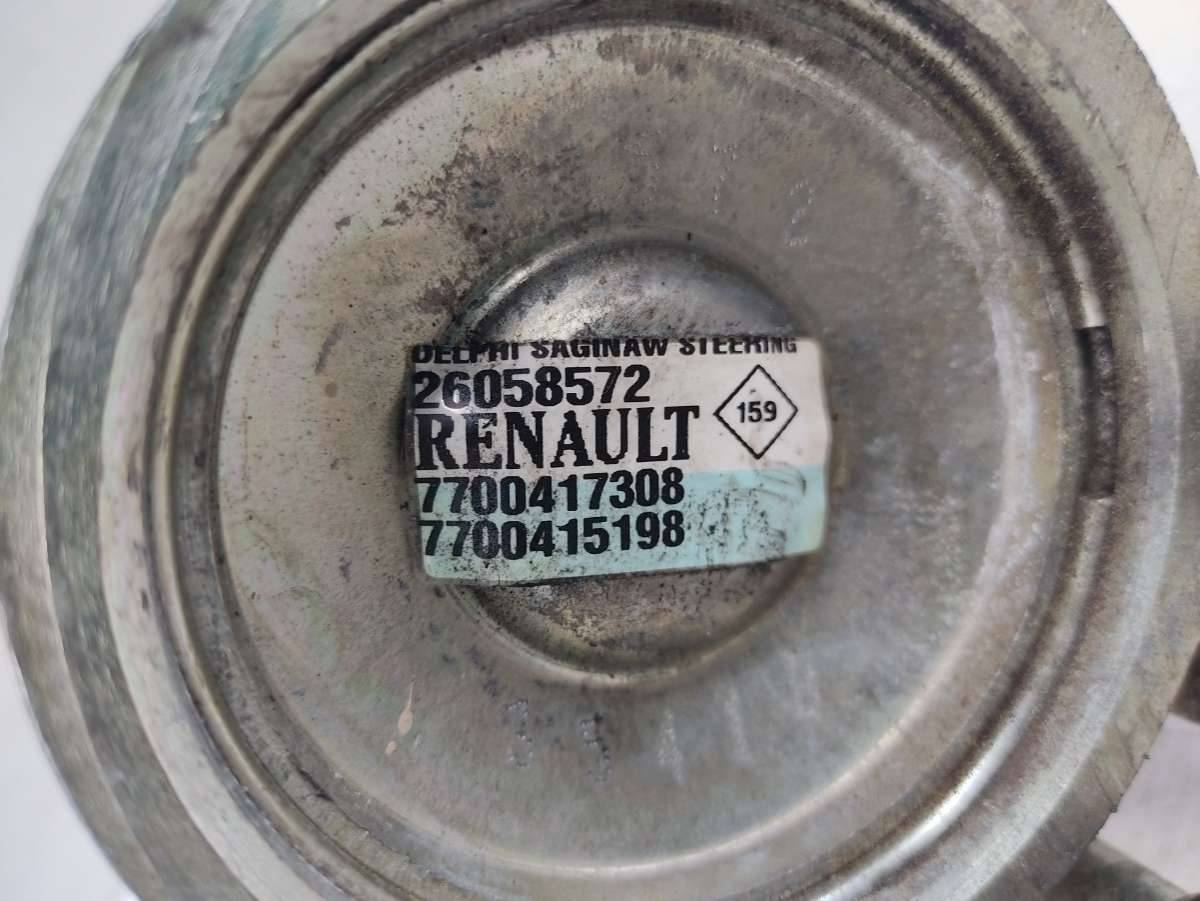 DELPHI SAGINAW STEERING
26058572
RENAULT
159
7700417308
7700415198